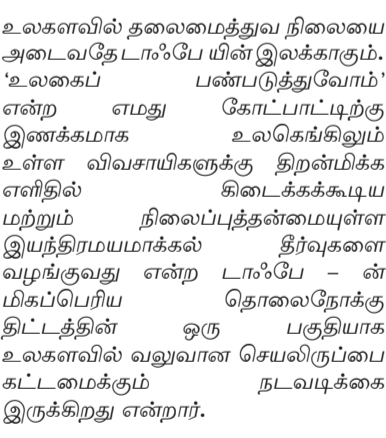 உலகளவில் தலைமைத்துவ நிலையை
அடைவதே டாஃபே யின் இலக்காகும்.
‘உலகைப் பண்படுத்துவோம்’
என்ற எமது கோட்பாட்டிற்கு
இணக்கமாக உலகெங்கிலும்
உள்ள விவசாயிகளுக்கு திறன்மிக்க
எளிதில் கிடைக்கக்கூடிய
மற்றும் நிலைப்புத்தன்மையுள்ள
இயந்திரமயமாக்கல் தீர்வுகளை
வழங்குவது என்ற டாஃபே – ன்
மிகப்பெரிய தொலைநோக்கு
திட்டத்தின் ஒரு பகுதியாக
உலகளவில் வலுவான செயலிருப்பை
கட்டமைக்கும் நடவடிக்கை
இருக்கிறது என்றார்.